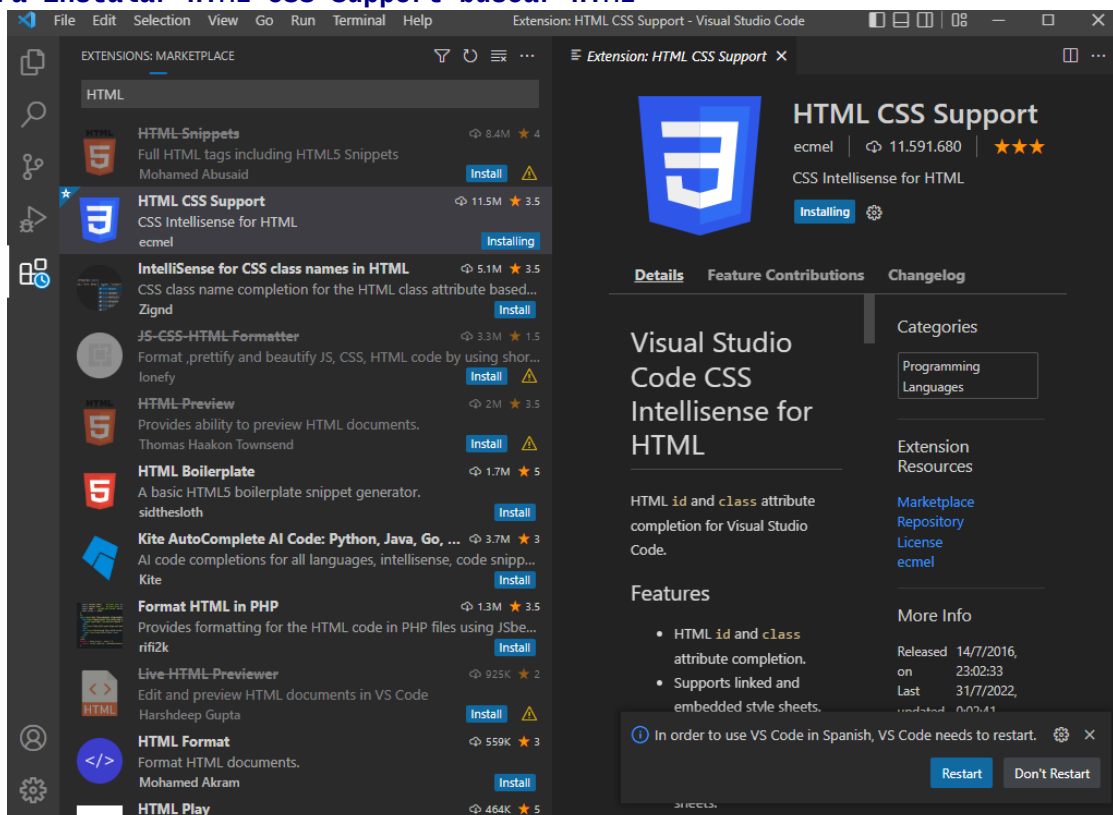 ra instalar HTML CSS Support buscar HTML
File Edit Selection View Go Run Terminal Help
Extension: HTML CSS Support - Visual Studio Code
EXTENSIONS: MARKETPLACE
HTML
HTML Snippets 8.4M 4
Full HTML tags including HTML5 Snippets
Mohamed Abusaid Install
HTML CSS Support 11.5M 3.5
CSS Intellisense for HTML
ecmel Installing
IntelliSense for CSS class names in HTML 5.1M 3.5
CSS class name completion for the HTML class attribute based...
Zignd Install
JS-CSS-HTML Formatter 3.3M 1.5
Format ,prettify and beautify JS, CSS, HTML code by using shor...
lonefy Install
HTML Preview 2M 3.5
Provides ability to preview HTML documents.
Thomas Haakon Townsend Install
HTML Boilerplate 1.7M 5
A basic HTML5 boilerplate snippet generator.
sidthesloth Install
Kite AutoComplete AI Code: Python, Java, Go, ... 3.7M 3
AI code completions for all languages, intellisense, code snipp...
Kite Install
Format HTML in PHP 1.3M 3.5
Provides formatting for the HTML code in PHP files using JSbe...
rifi2k Install
Live HTML Previewer 925K 2
Edit and preview HTML documents in VS Code
Harshdeep Gupta Install
HTML Format 559K 3
Format HTML documents.
Mohamed Akram Install
HTML Play 464K 5
Extension: HTML CSS Support
HTML CSS Support
ecmel 11.591.680
CSS Intellisense for HTML
Installing
Details Feature Contributions Changelog
Visual Studio
Code CSS
Intellisense for
HTML
HTML id and class attribute
completion for Visual Studio
Code.
Features
• HTML id and class
attribute completion.
• Supports linked and
embedded style sheets.
sheets.
Categories
Programming
Languages
Extension
Resources
Marketplace
Repository
License
ecmel
More Info
Released 14/7/2016,
on 23:02:33
Last 31/7/2022,
updated 0:02:41
In order to use VS Code in Spanish, VS Code needs to restart.
Restart Don't Restart